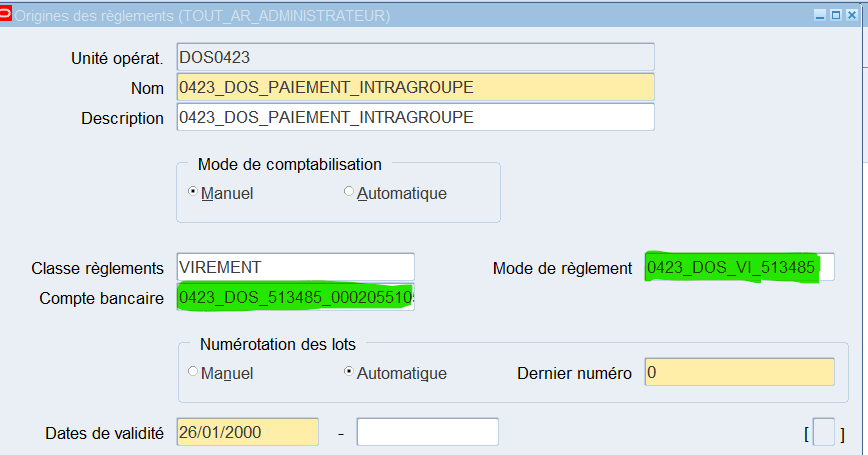 Origines des règlements (TOUT_AR_ADMINISTRATEUR)
Unité opérat. DOS0423
Nom 0423_DOS_PAIEMENT_INTRAGROUPE
Description 0423_DOS_PAIEMENT_INTRAGROUPE
Mode de comptabilisation
Manuel Automatique
Classe règlements VIREMENT Mode de règlement 0423_DOS_VI_513485
Compte bancaire 0423_DOS_513485_0002055105
Numérotation des lots
Manuel Automatique Dernier numéro 0
Dates de validité 26/01/2000 -
[ ]